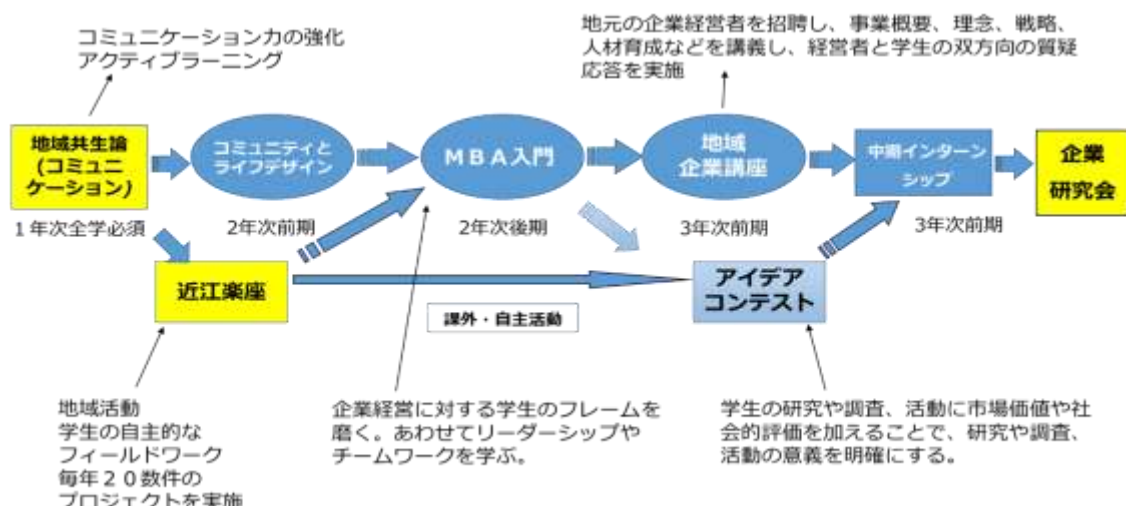 コミュニケーション力の強化
アクティブラーニング
地元の企業経営者を招聘し、事業概要、理念、戦略、
人材育成などを講義し、経営者と学生の双方向の質疑
応答を実施
地域共生論
(コミュニ
ケーション)
コミュニティと
ライフデザイン
ＭＢＡ入門
地域
企業講座
中期インターン
シップ
企業
研究会
１年次全学必須
2年次前期
2年次後期
3年次前期
3年次前期
近江楽座
アイデア
コンテスト
課外・自主活動
地域活動
学生の自主的な
フィールドワーク
毎年２０数件の
プロジェクトを実施
企業経営に対する学生のフレームを
磨く。あわせてリーダーシップや
チームワークを学ぶ。
学生の研究や調査、活動に市場価値や社
会的評価を加えることで、研究や調査、
活動の意義を明確にする。